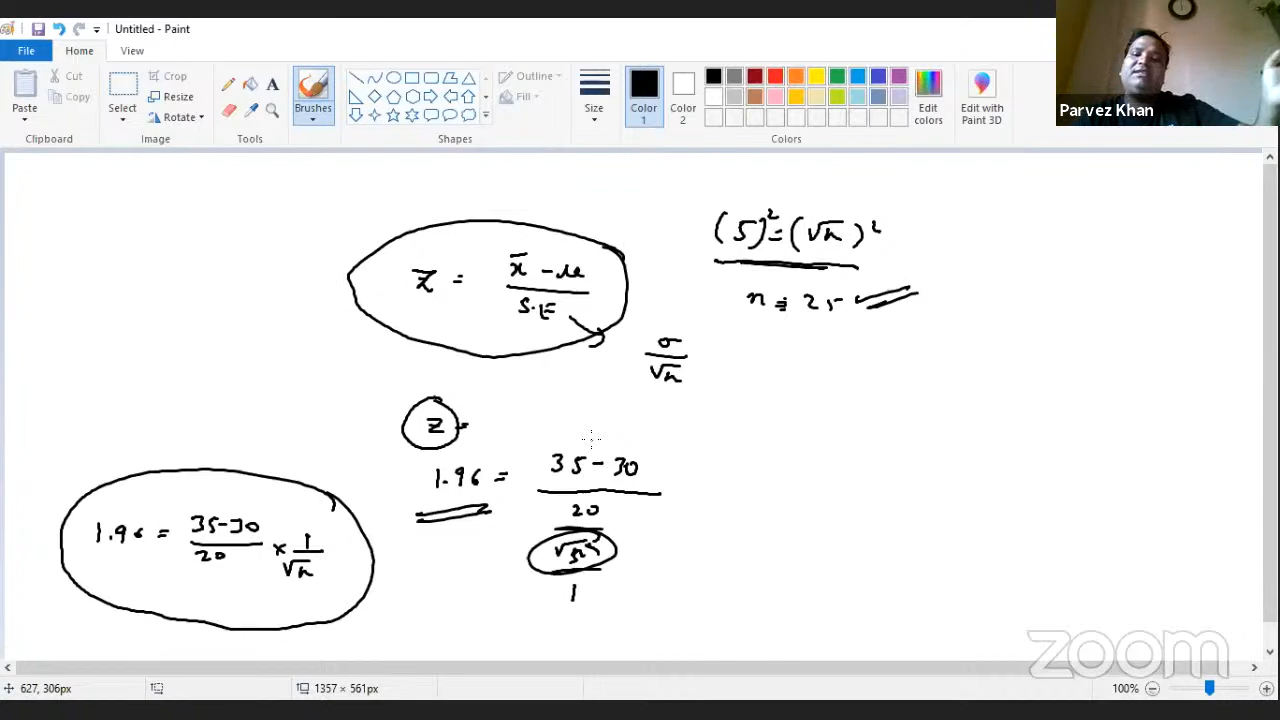 Untitled - Paint
File Home View
Paste
Cut
Copy
Clipboard
Select
Crop
Resize
Rotate
Image
Tools
Brushes
Shapes
Outline
Fill
Size
Color 1
Color 2
Colors
Edit colors
Edit with Paint 3D
Parvez Khan
(5)² = (√n)²
n = 25
Z = x̄ - μ / S.E
σ / √n
Z =
1.96 = 35 - 30
20
1
1.96 = 35-30 / 20 × 1 / √n
zoom
627, 306px
1357 × 561px
100%